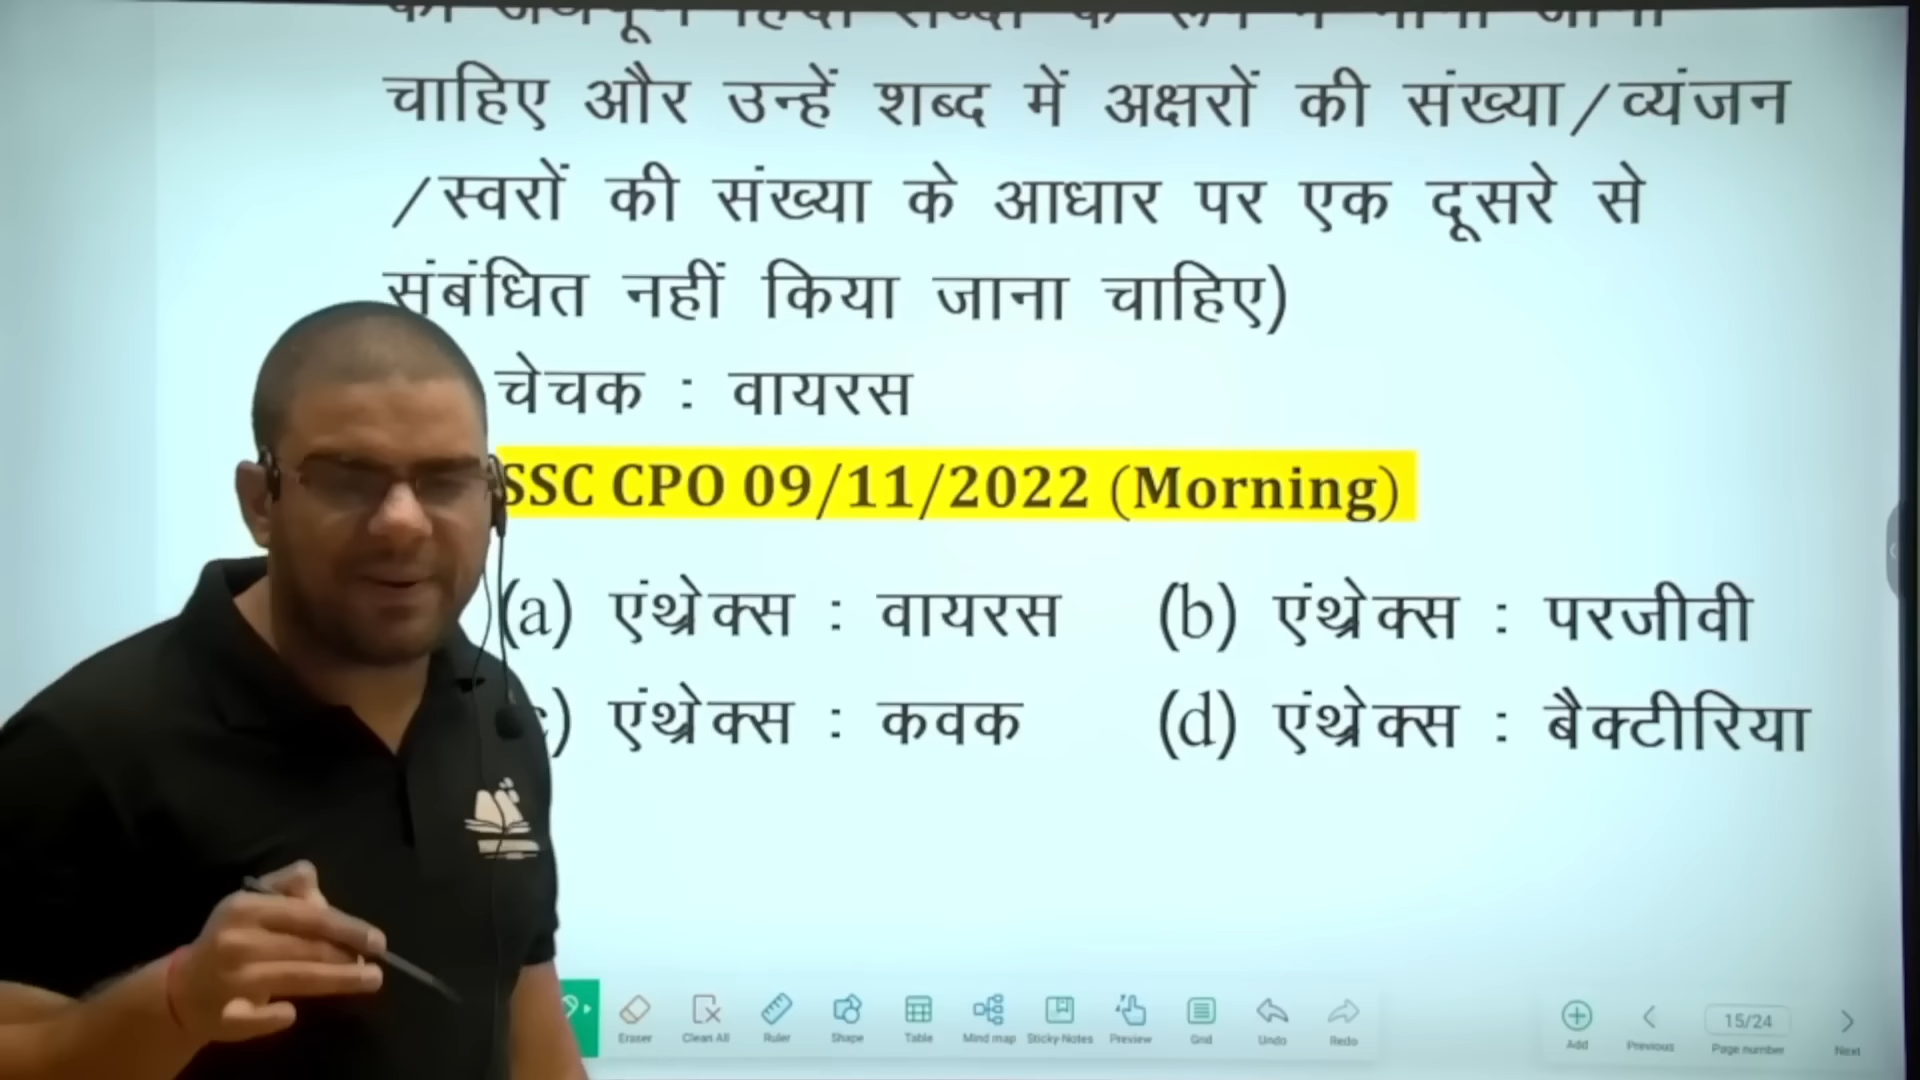 चाहिए और उन्हें शब्द में अक्षरों की संख्या/व्यंजन
/स्वरों की संख्या के आधार पर एक दूसरे से
संबंधित नहीं किया जाना चाहिए)
चेचक : वायरस
SSC CPO 09/11/2022 (Morning)
(a) एंथ्रेक्स : वायरस (b) एंथ्रेक्स : परजीवी
) एंथ्रेक्स : कवक (d) एंथ्रेक्स : बैक्टीरिया
Eraser Clean All Ruler Shape Table Mind map Sticky-Notes Preview Grid Undo Redo Add Previous 15/24 Page number Next